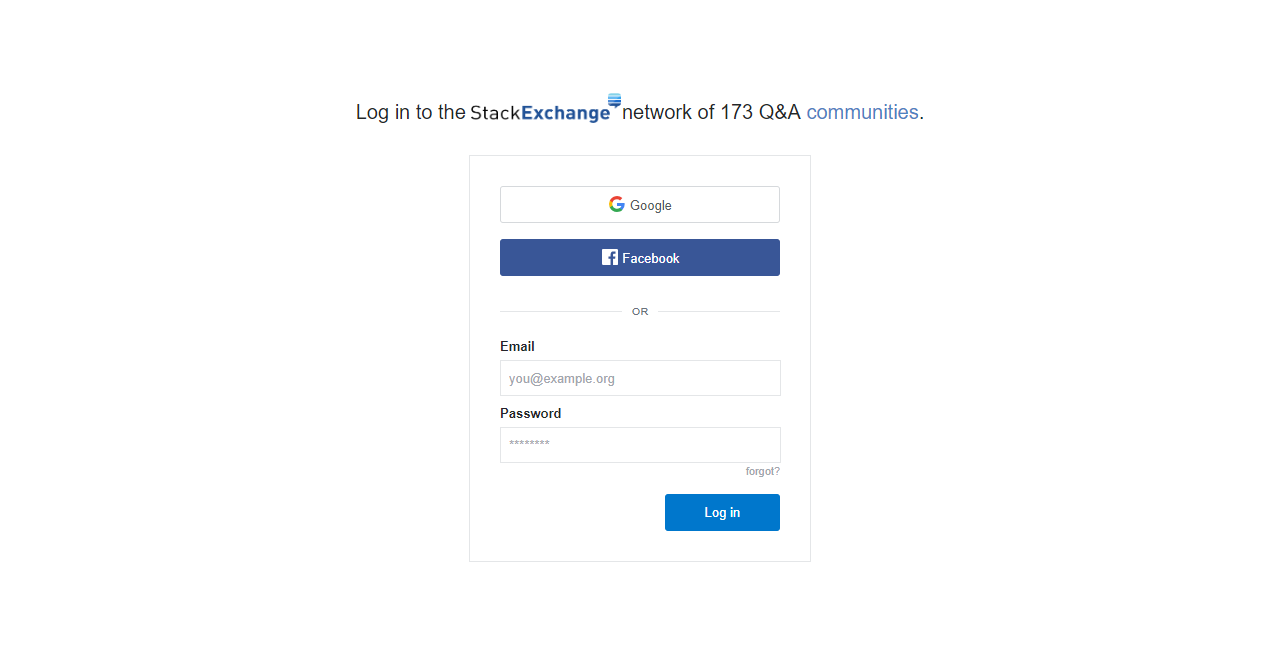 Log in to the StackExchange network of 173 Q&A communities.
Google
Facebook
OR
Email
you@example.org
Password
********
forgot?
Log in